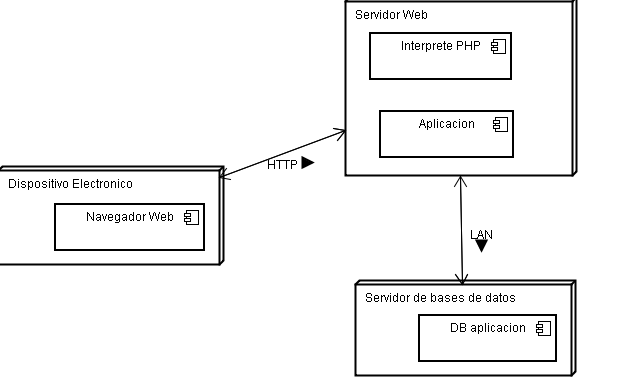 Servidor Web
Interprete PHP
Aplicacion
HTTP
Dispositivo Electronico
Navegador Web
LAN
Servidor de bases de datos
DB aplicacion